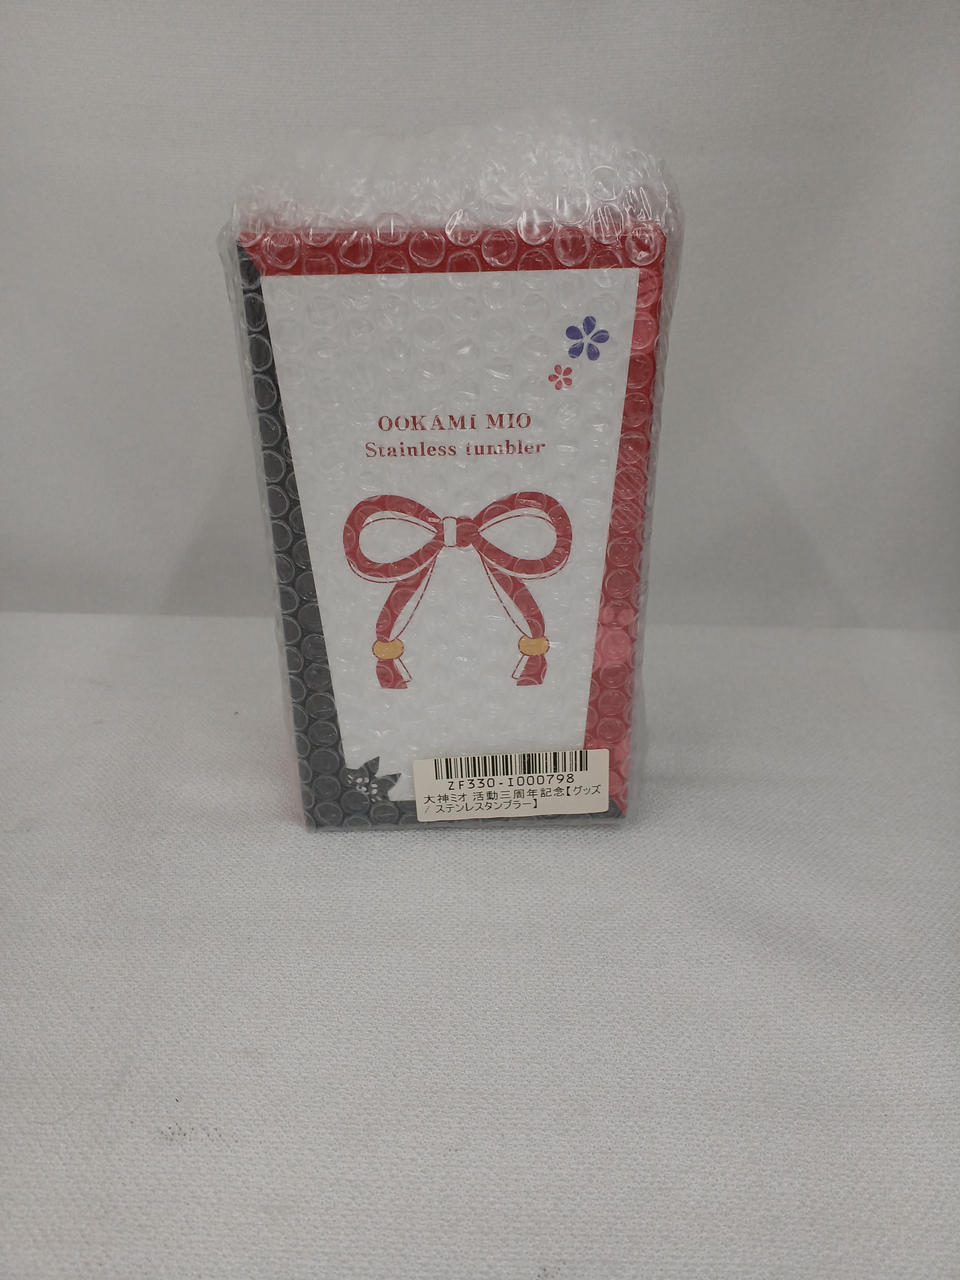 OOKAMI MIO
Stainless tumbler
ZF330-I000798
大神ミオ 活動三周年記念【グッズ
/ ステンレスタンブラー】